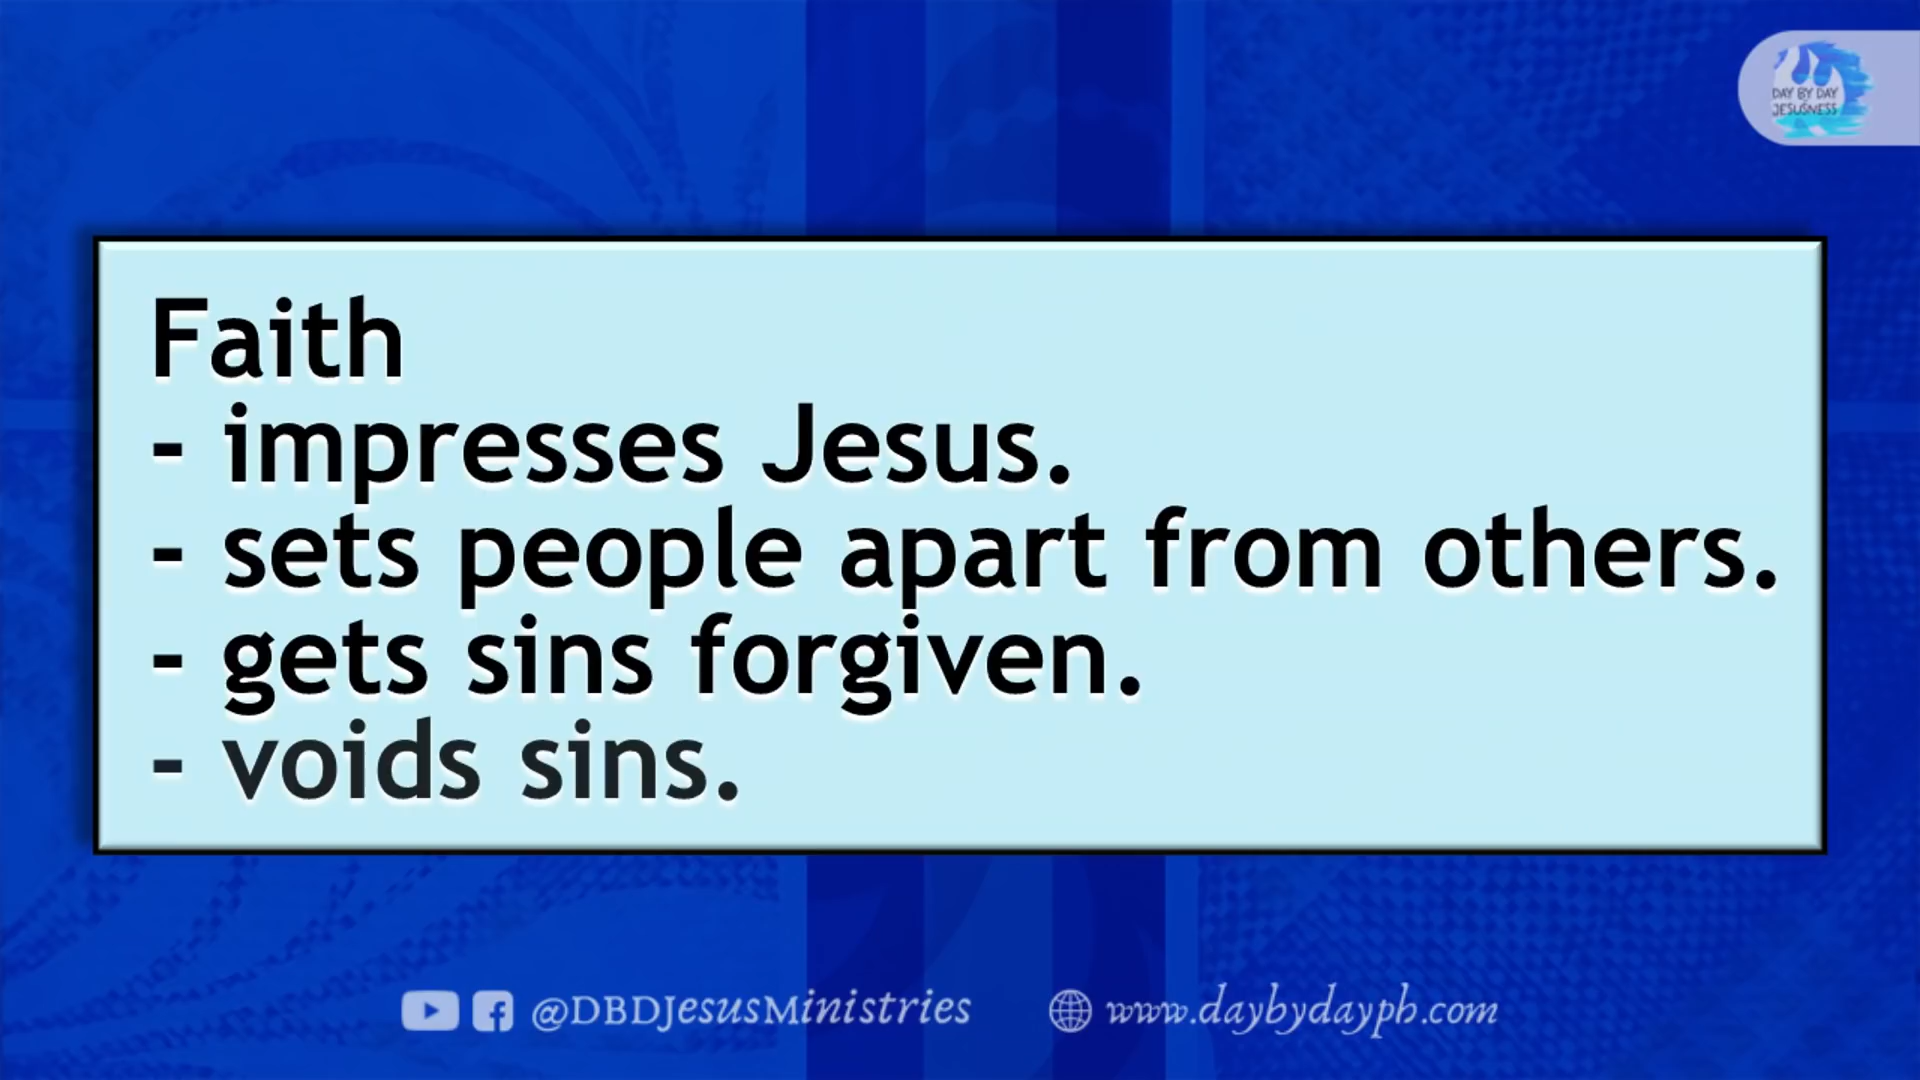 DAY BY DAY
JESUSNESS
Faith
- impresses Jesus.
- sets people apart from others.
- gets sins forgiven.
- voids sins.
@DBDJesusMinistries www.daybydayph.com